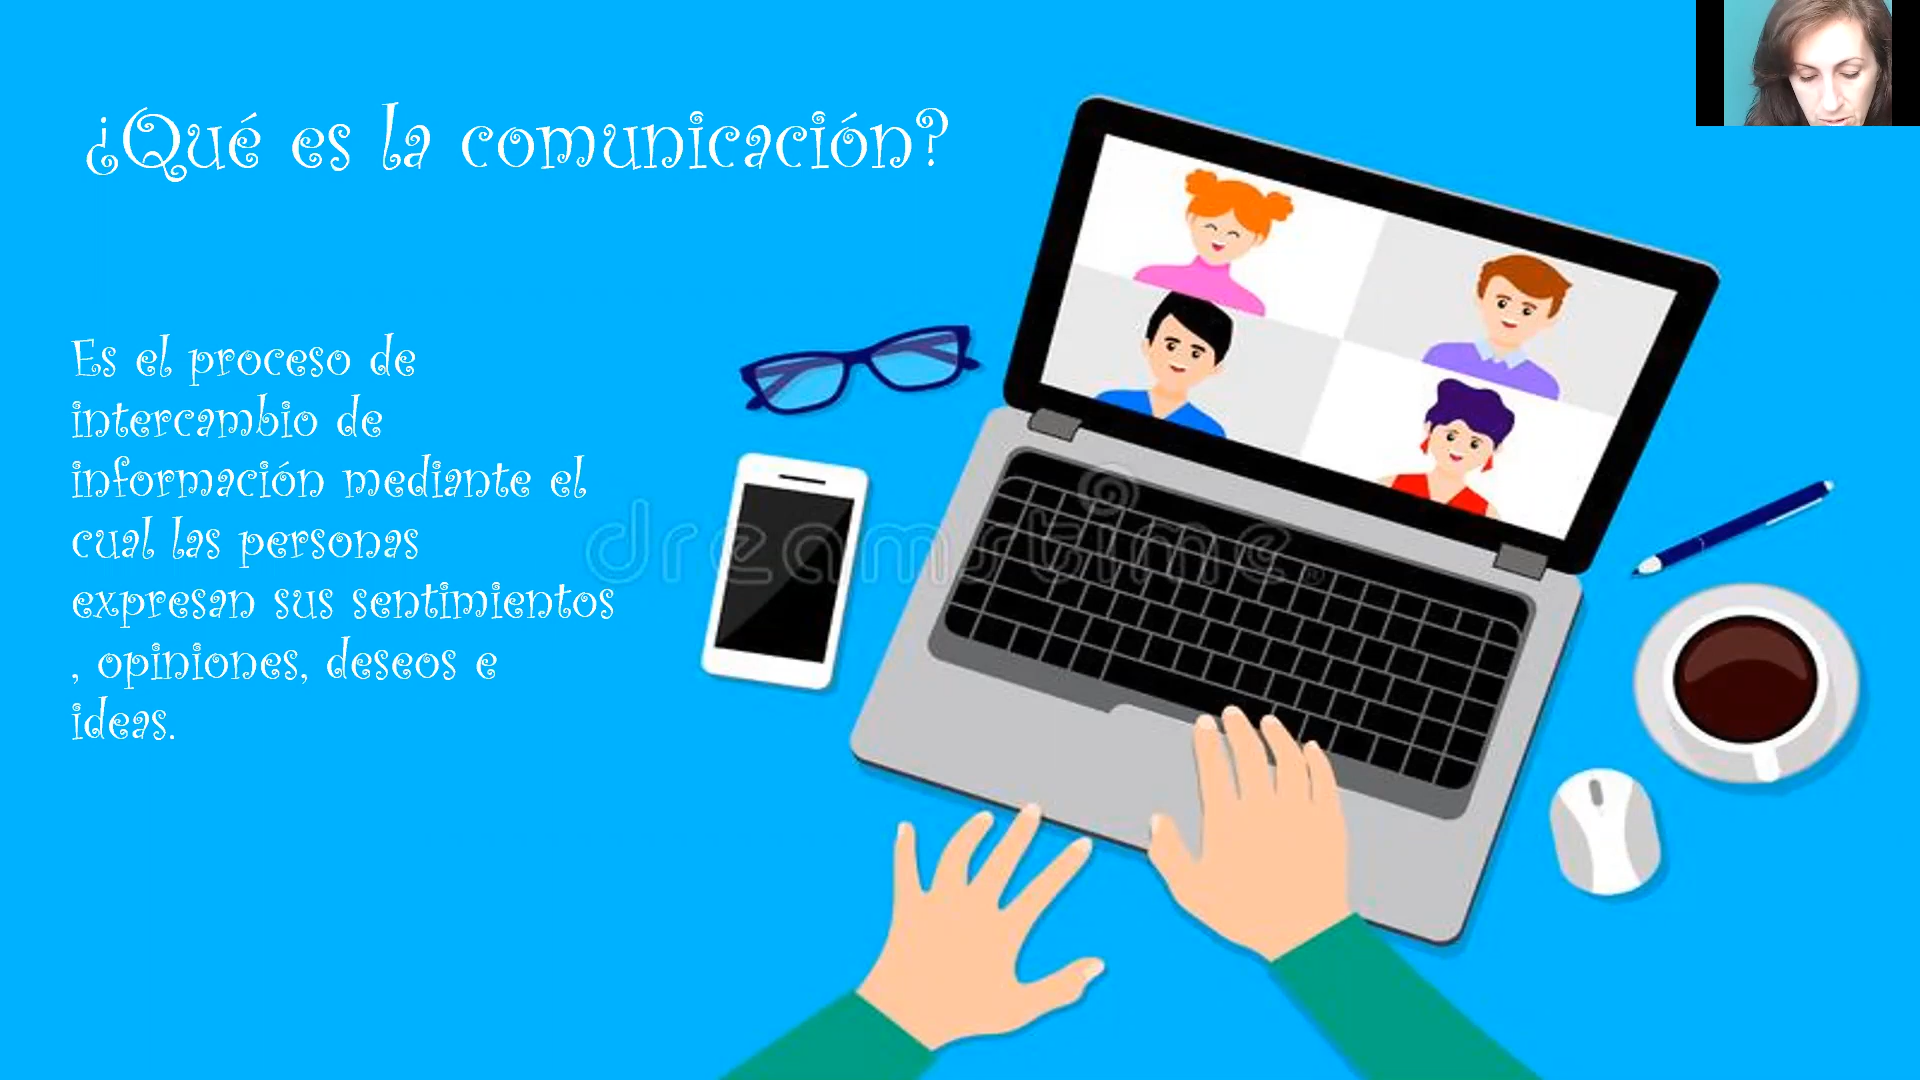 ¿Qué es la comunicación?
Es el proceso de
intercambio de
información mediante el
cual las personas
expresan sus sentimientos
, opiniones, deseos e
ideas.
dreamstime